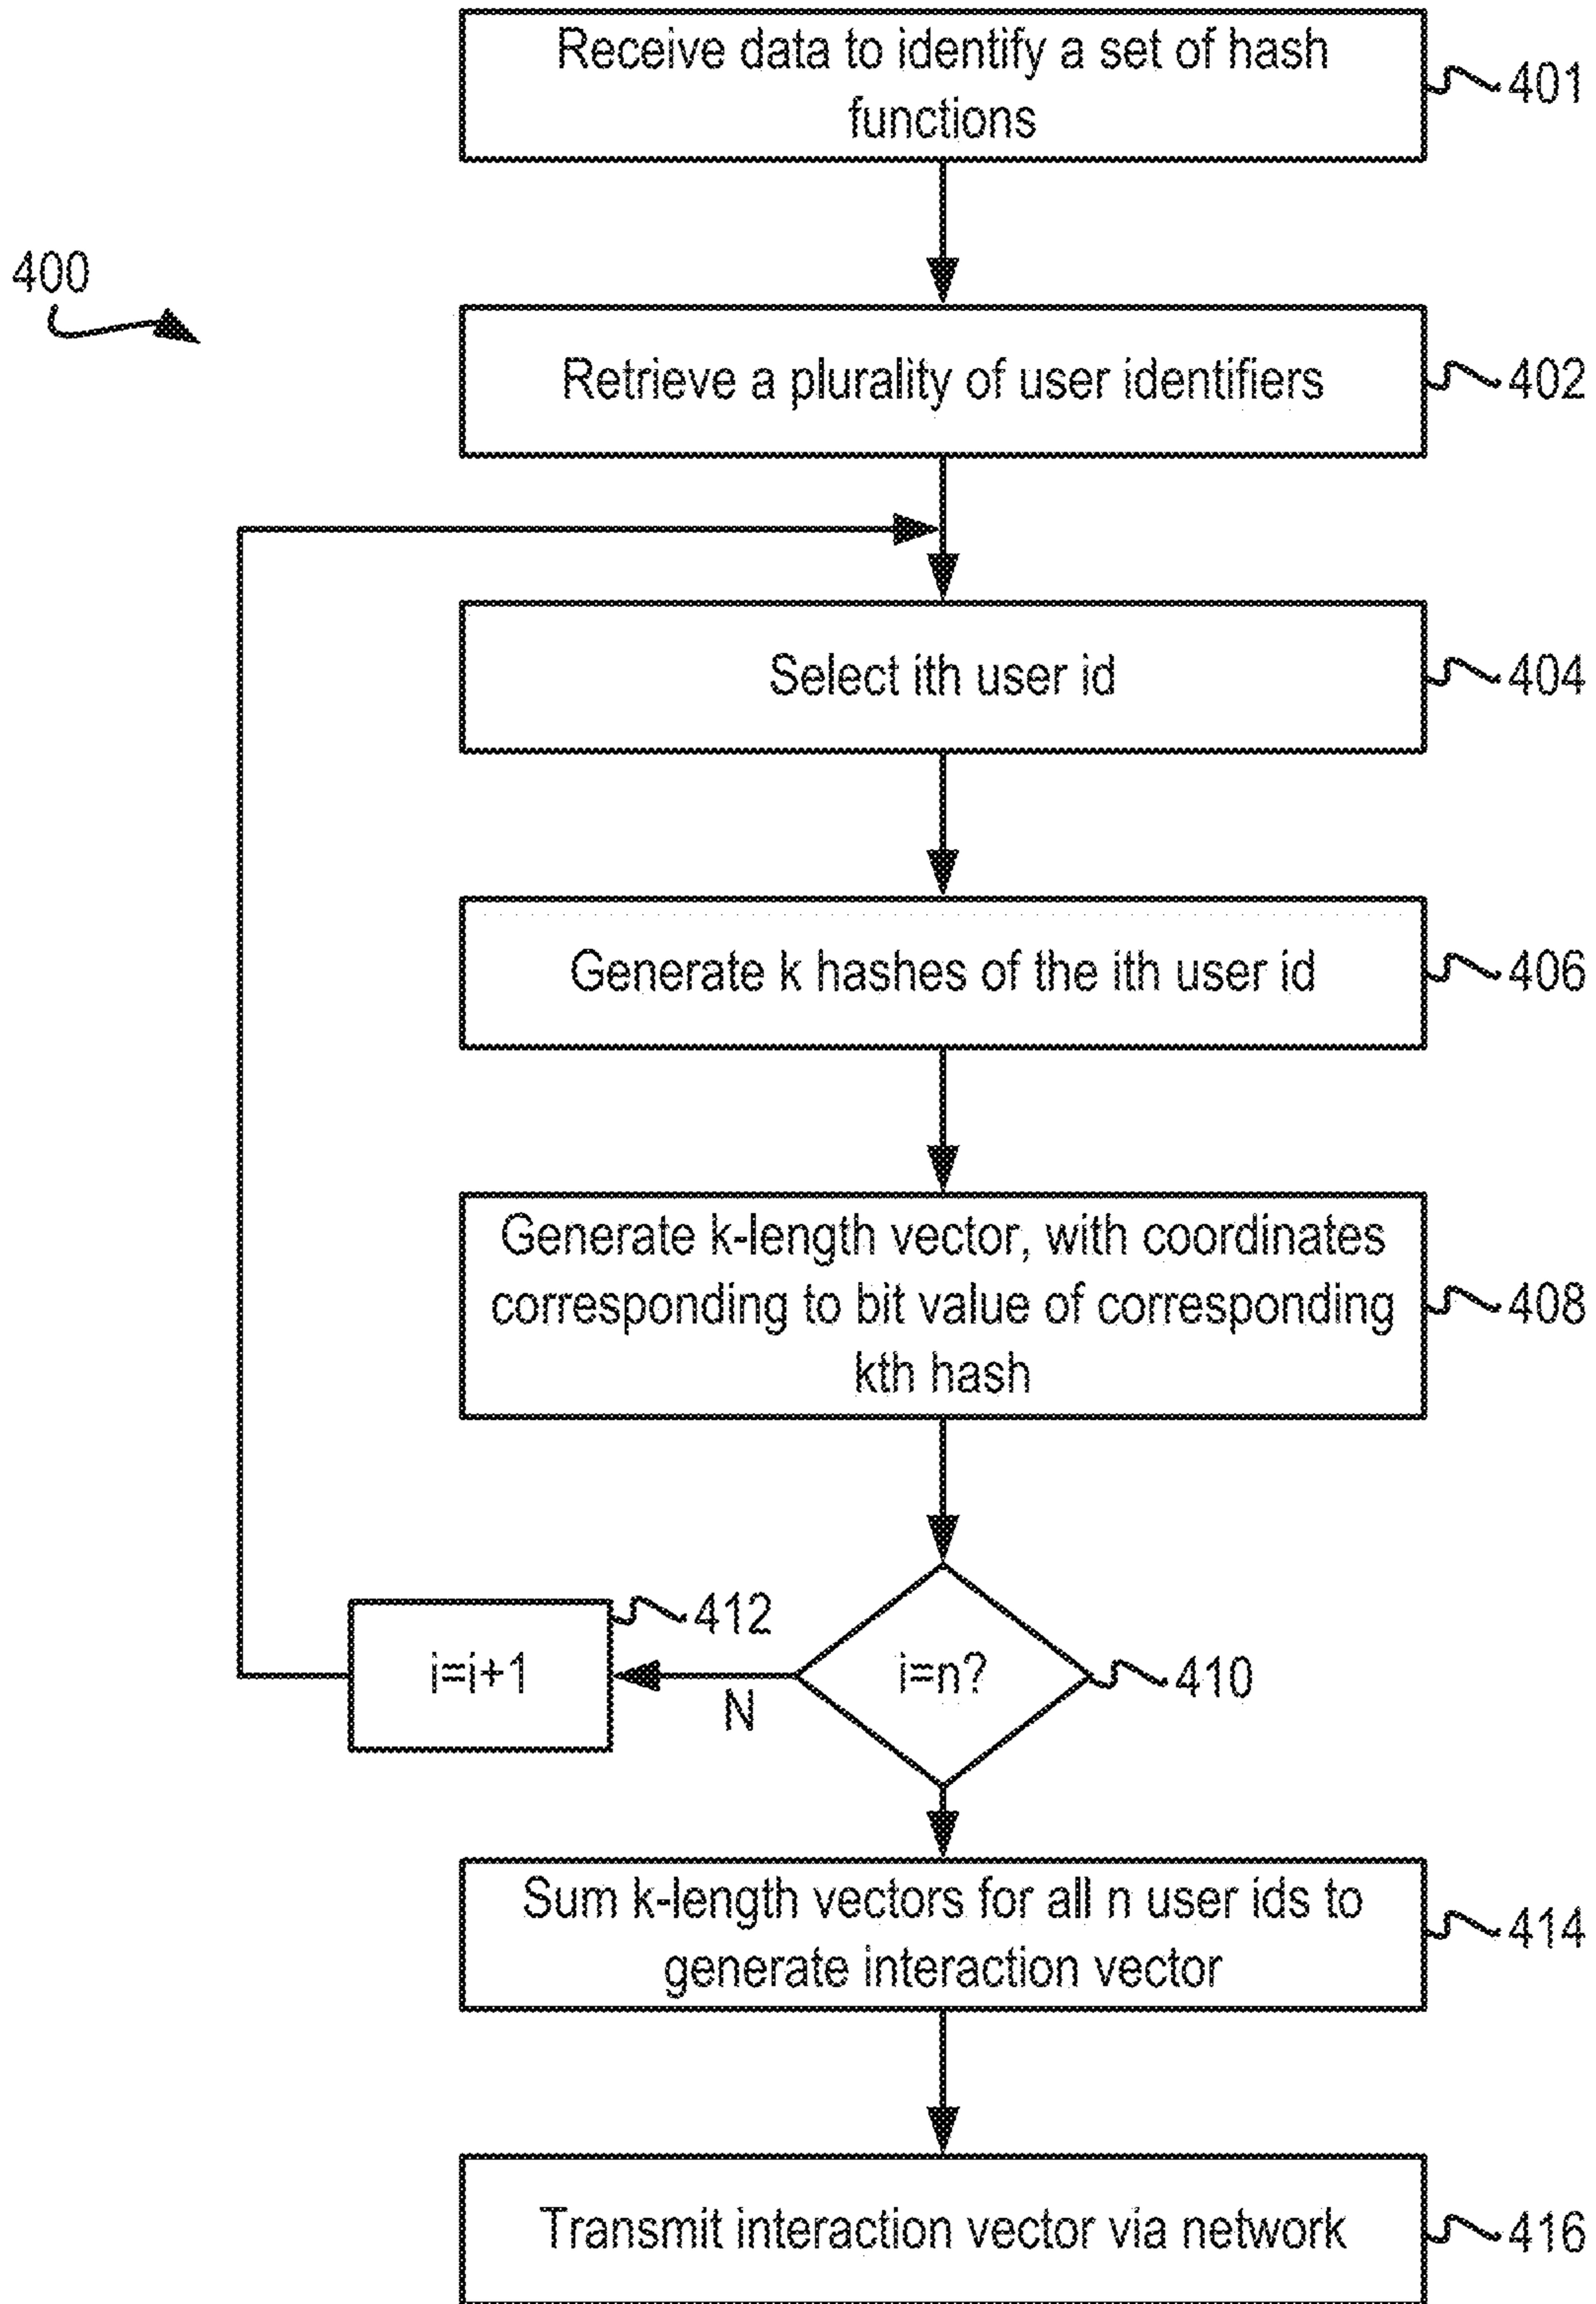 Receive data to identify a set of hash
functions
401
400
Retrieve a plurality of user identifiers
402
Select ith user id
404
Generate k hashes of the ith user id
406
Generate k-length vector, with coordinates
corresponding to bit value of corresponding
kth hash
408
412
i=i+1
N
i=n?
410
Sum k-length vectors for all n user ids to
generate interaction vector
414
Transmit interaction vector via network
416